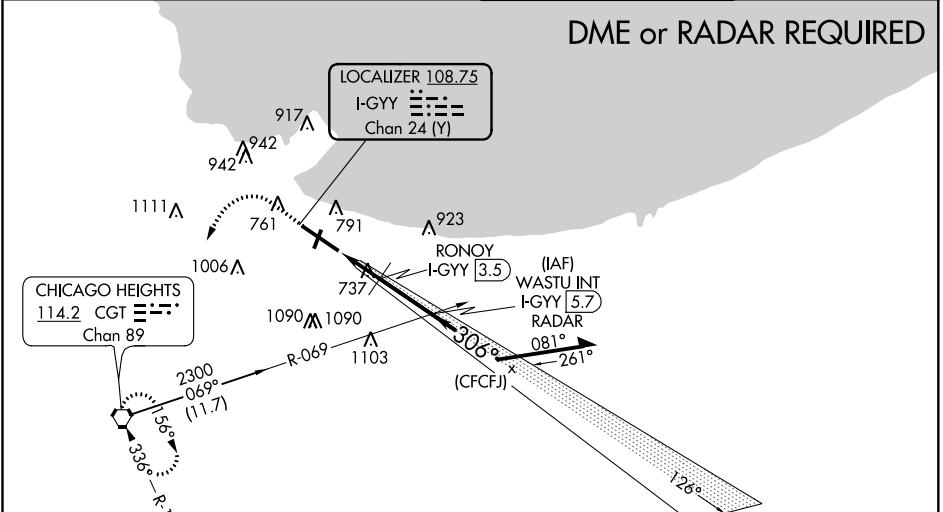 DME or RADAR REQUIRED
LOCALIZER 108.75
I-GYY
Chan 24 (Y)
917
942
942
1111
761
791
923
1006
RONOY
I-GYY 3.5
(IAF)
WASTU INT
I-GYY 5.7
RADAR
737
CHICAGO HEIGHTS
114.2 CGT
Chan 89
1090
1090
1103
306°
081°
261°
(CFCFJ)
x
R-069
2300
069°
(11.7)
156°
336°
126°